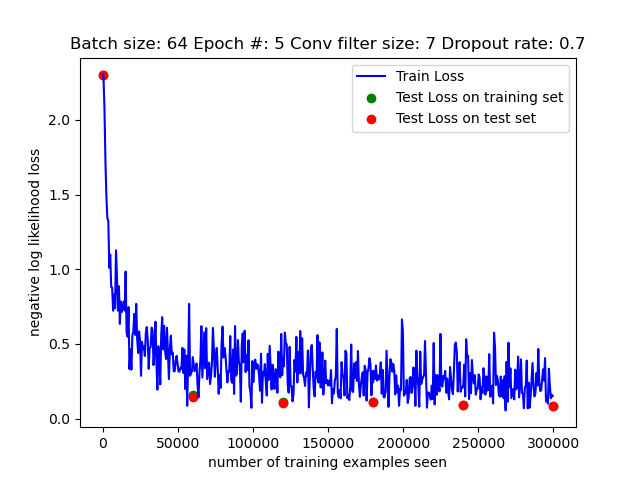 Batch size: 64 Epoch #: 5 Conv filter size: 7 Dropout rate: 0.7
Train Loss
Test Loss on training set
Test Loss on test set
negative log likelihood loss
2.0
1.5
1.0
0.5
0.0
0
50000
100000
150000
200000
250000
300000
number of training examples seen